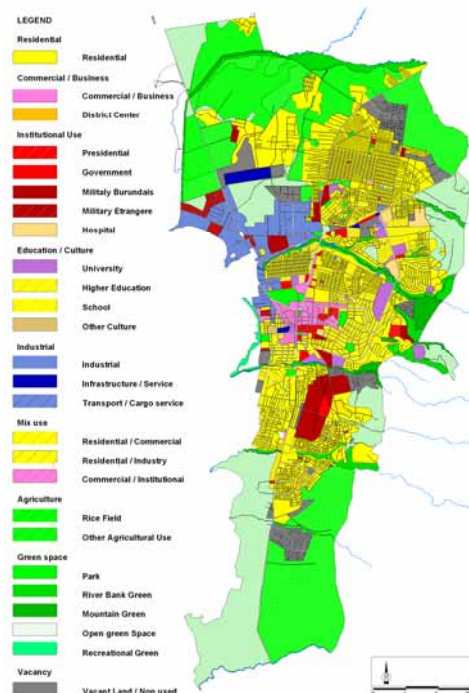 LEGEND
Residential
Residential
Commercial / Business
Commercial / Business
District Center
Institutional Use
Presidential
Government
Militaly Burundais
Military Etrangere
Hospital
Education / Culture
University
Higher Education
School
Other Culture
Industrial
Industrial
Infrastructure / Service
Transport / Cargo service
Mix use
Residential / Commercial
Residential / Industry
Commercial / Institutional
Agriculture
Rice Field
Other Agricultural Use
Green space
Park
River Bank Green
Mountain Green
Open green Space
Recreational Green
Vacancy
Vacant Land / Non used